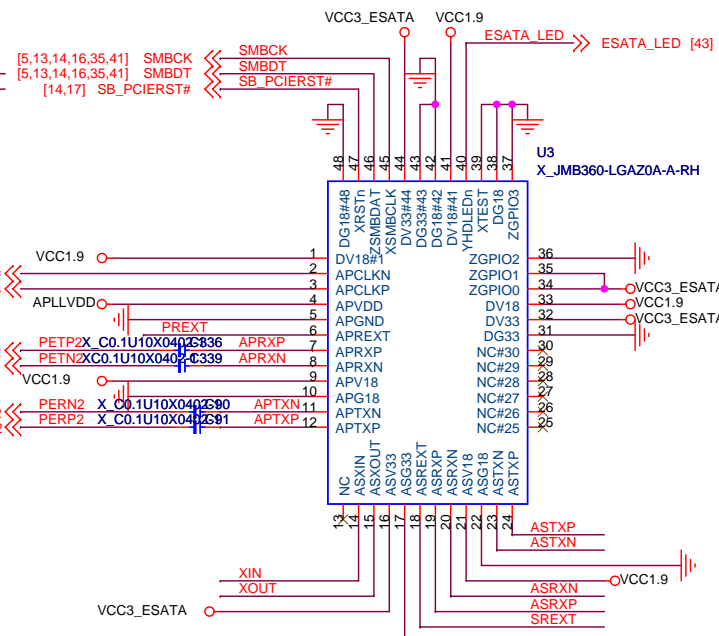 VCC3_ESATA
VCC1.9
ESATA_LED
ESATA_LED [43]
[5,13,14,16,35,41] SMBCK
SMBCK
[5,13,14,16,35,41] SMBDT
SMBDT
[14,17] SB_PCIERST#
SB_PCIERST#
48 47 46 45 44 43 42 41 40 39 38 37
U3
X_JMB360-LGAZ0A-A-RH
DG18#48
XRSTn
ZSMBDAT
XSMBCLK
DV33#44
DG33#43
DG18#42
DV18#41
YHDLEDn
XTEST
DG18
ZGPIO3
VCC1.9
1 DV18#1
2 APCLKN
3 APCLKP
APLLVDD
4 APVDD
5 APGND
PREXT
6 APREXT
PETP2 X_C0.1U10X0402-1 C336 APRXP
7 APRXP
PETN2 XC0.1U10X0402-1 C339 APRXN
8 APRXN
VCC1.9
9 APV18
10 APG18
PERN2 X_C0.1U10X0402-1 C90 APTXN
11 APTXN
PERP2 X_C0.1U10X0402-1 C91 APTXP
12 APTXP
ZGPIO2 36
ZGPIO1 35
ZGPIO0 34 VCC3_ESATA
DV18 33 VCC1.9
DV33 32 VCC3_ESATA
DG33 31
NC#30 30
NC#29 29
NC#28 28
NC#27 27
NC#26 26
NC#25 25
NC
ASXIN
ASXOUT
ASV33
ASG33
ASREXT
ASRXP
ASRXN
ASV18
ASG18
ASTXN
ASTXP
13 14 15 16 17 18 19 20 21 22 23 24
ASTXP
ASTXN
XIN
VCC1.9
XOUT
ASRXN
VCC3_ESATA
ASRXP
SREXT